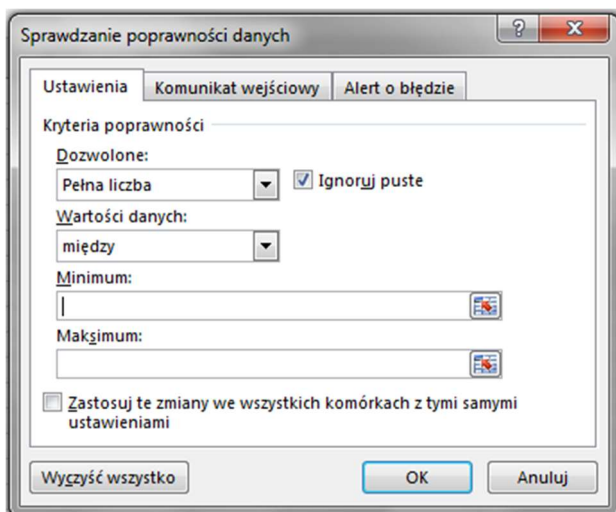 Sprawdzanie poprawności danych
Ustawienia Komunikat wejściowy Alert o błędzie
Kryteria poprawności
Dozwolone:
Pełna liczba Ignoruj puste
Wartości danych:
między
Minimum:
Maksimum:
Zastosuj te zmiany we wszystkich komórkach z tymi samymi
ustawieniami
Wyczyść wszystko OK Anuluj